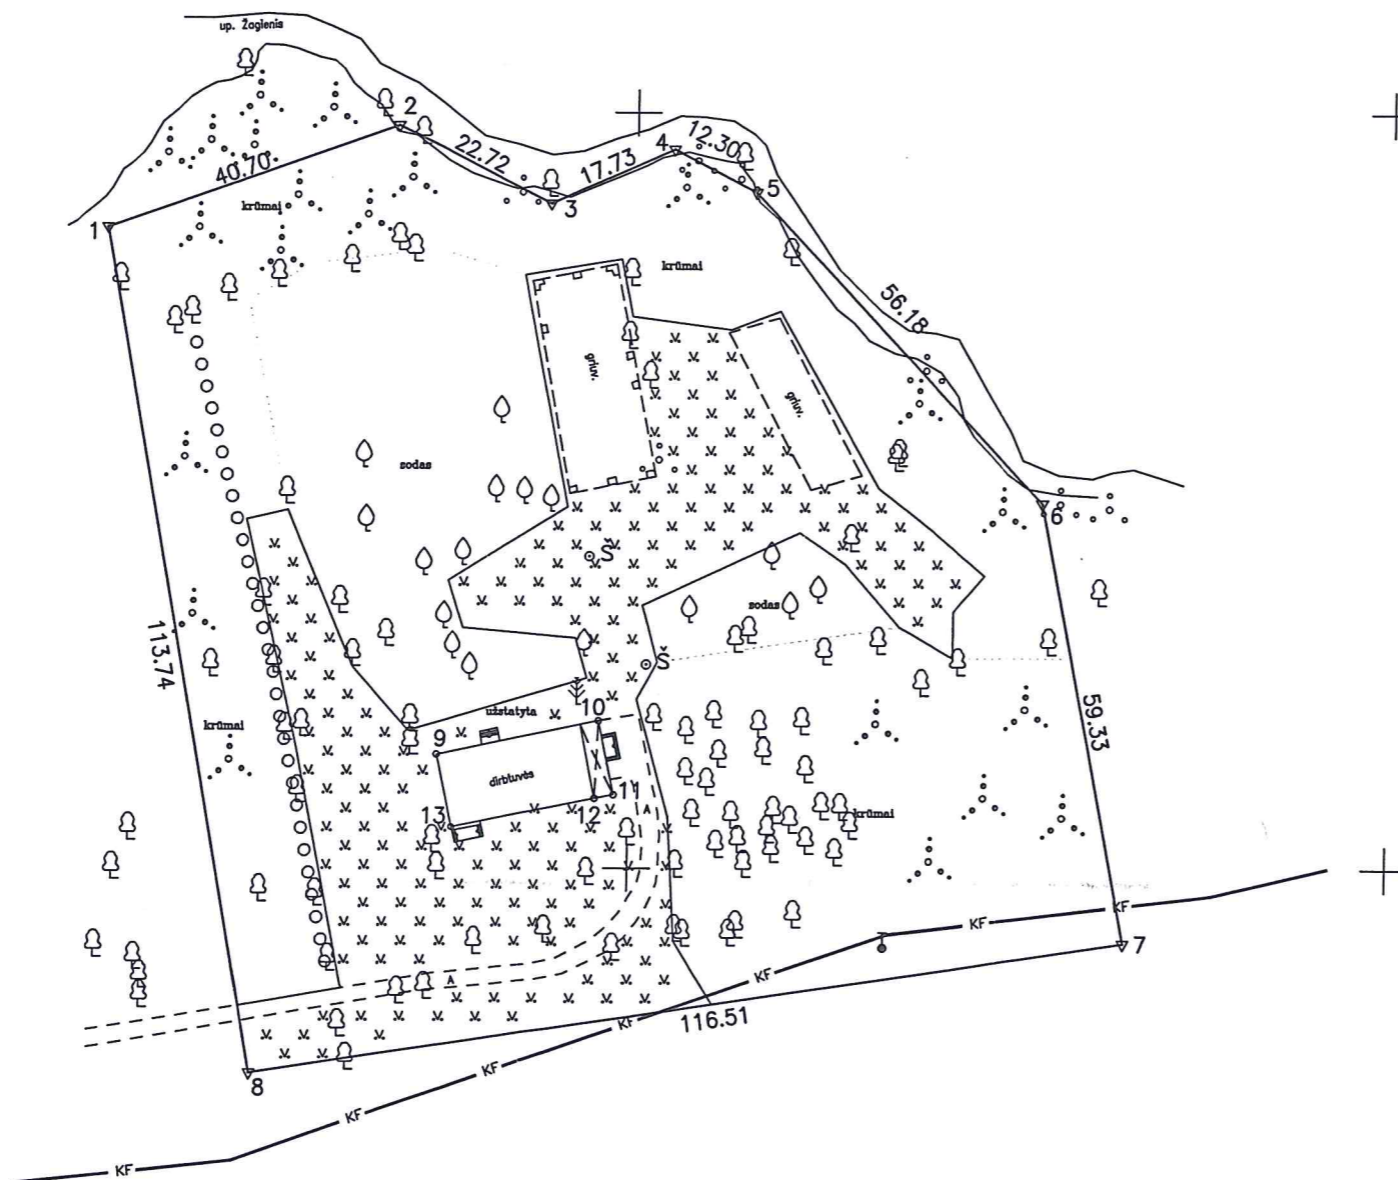 up. Žagienis
2
4
12.30
22.72
17.73
40.70
5
krūmai
3
1
krūmai
56.18
griuv.
griuv.
sodas
6
Š
sodas
Š
113.74
59.33
krūmai
užstatyta
10
9
dirbtuvės
11
13
12
A
krūmai
KF
KF
7
KF
A
KF
116.51
KF
8
KF
KF